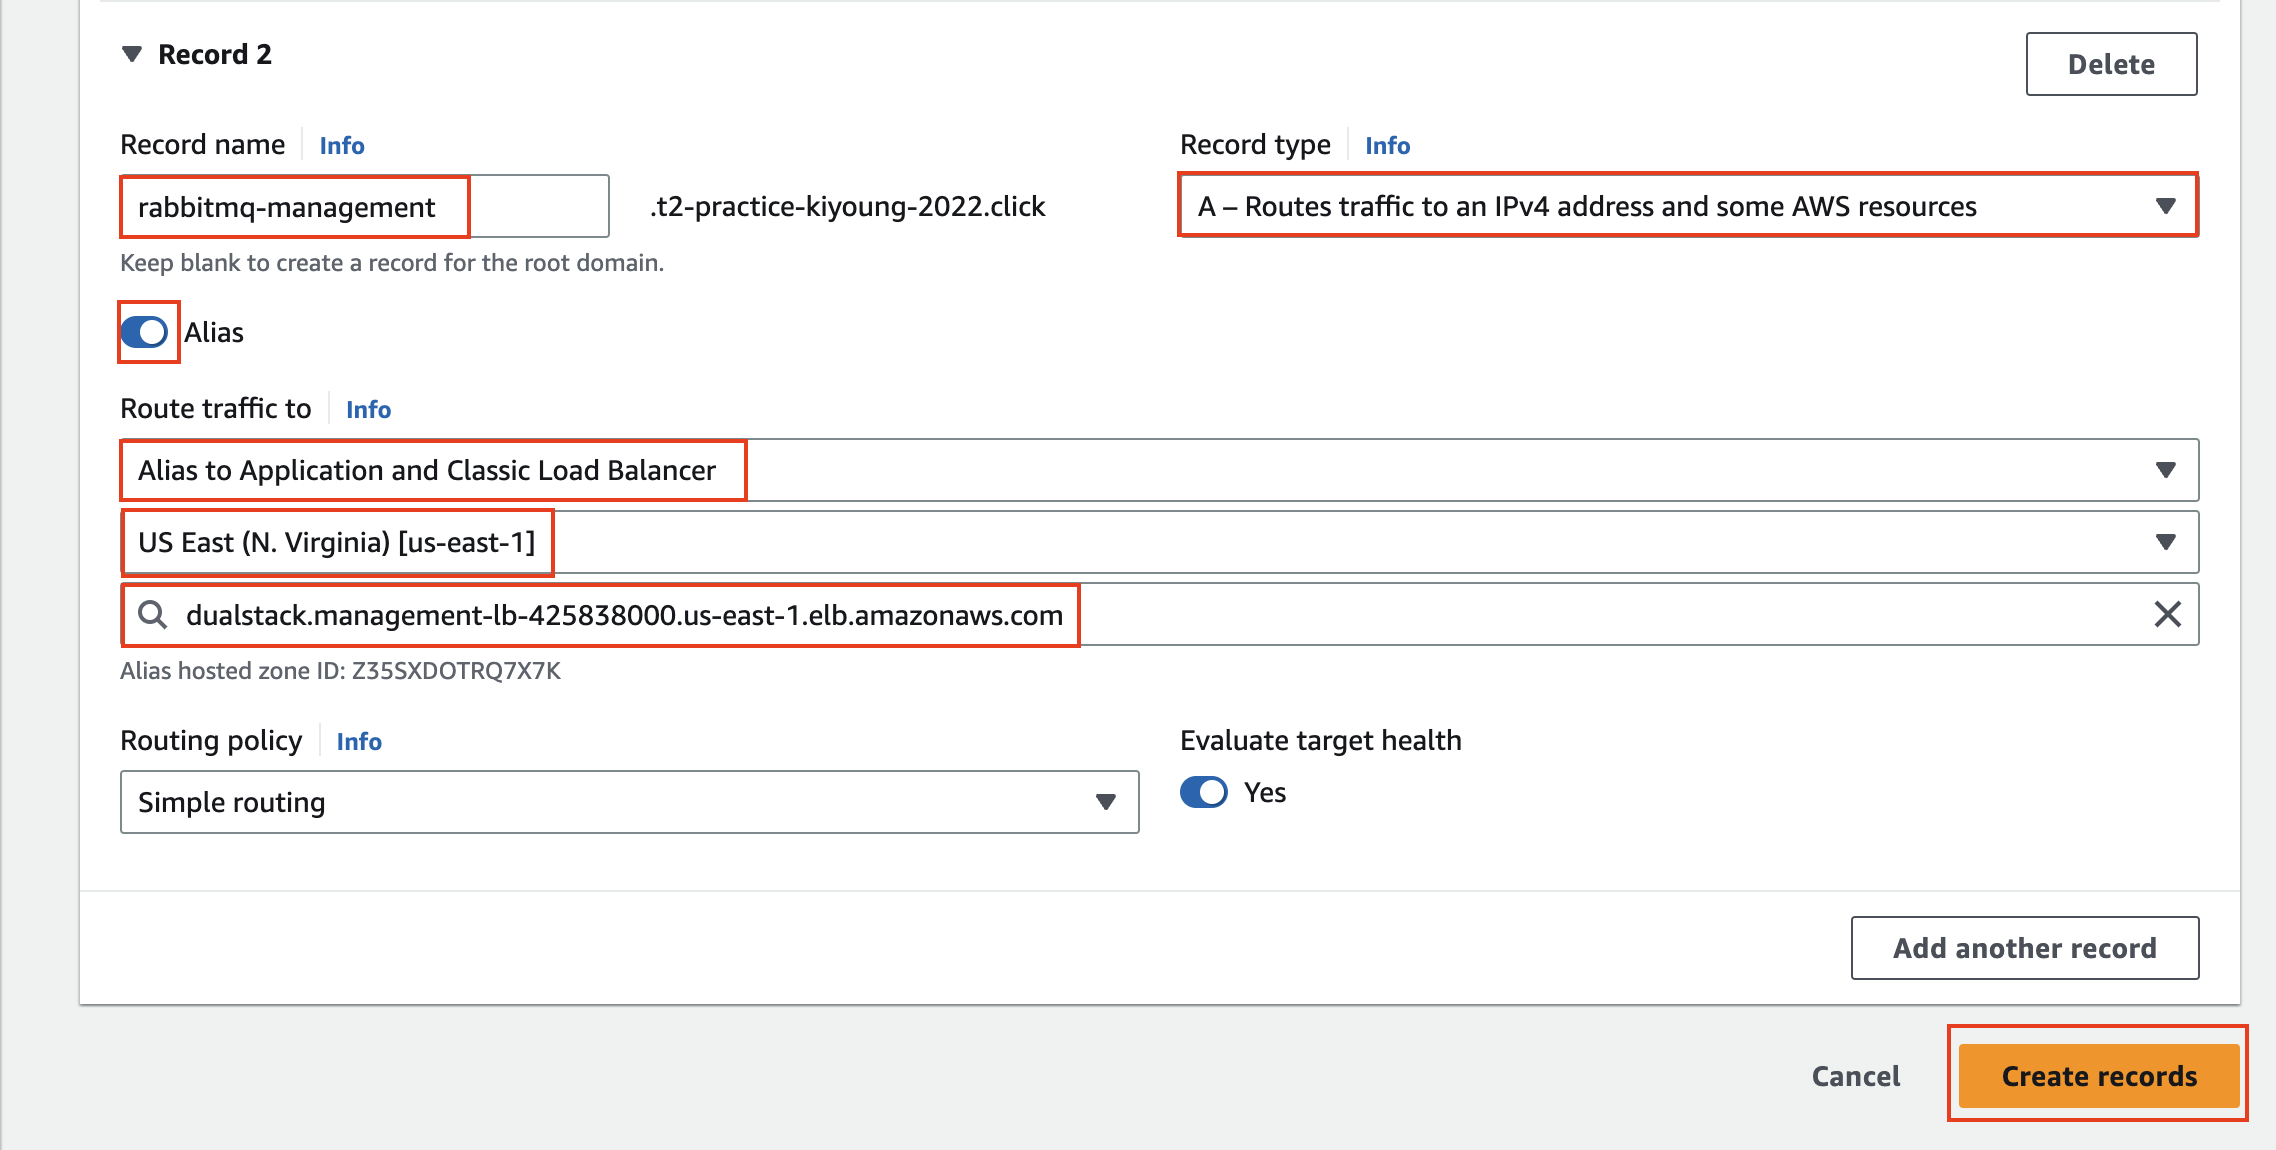 Record 2
Delete
Record name Info
Record type Info
rabbitmq-management .t2-practice-kiyoung-2022.click
A – Routes traffic to an IPv4 address and some AWS resources
Keep blank to create a record for the root domain.
Alias
Route traffic to Info
Alias to Application and Classic Load Balancer
US East (N. Virginia) [us-east-1]
dualstack.management-lb-425838000.us-east-1.elb.amazonaws.com
Alias hosted zone ID: Z35SXDOTRQ7X7K
Routing policy Info
Evaluate target health
Simple routing
Yes
Add another record
Cancel
Create records